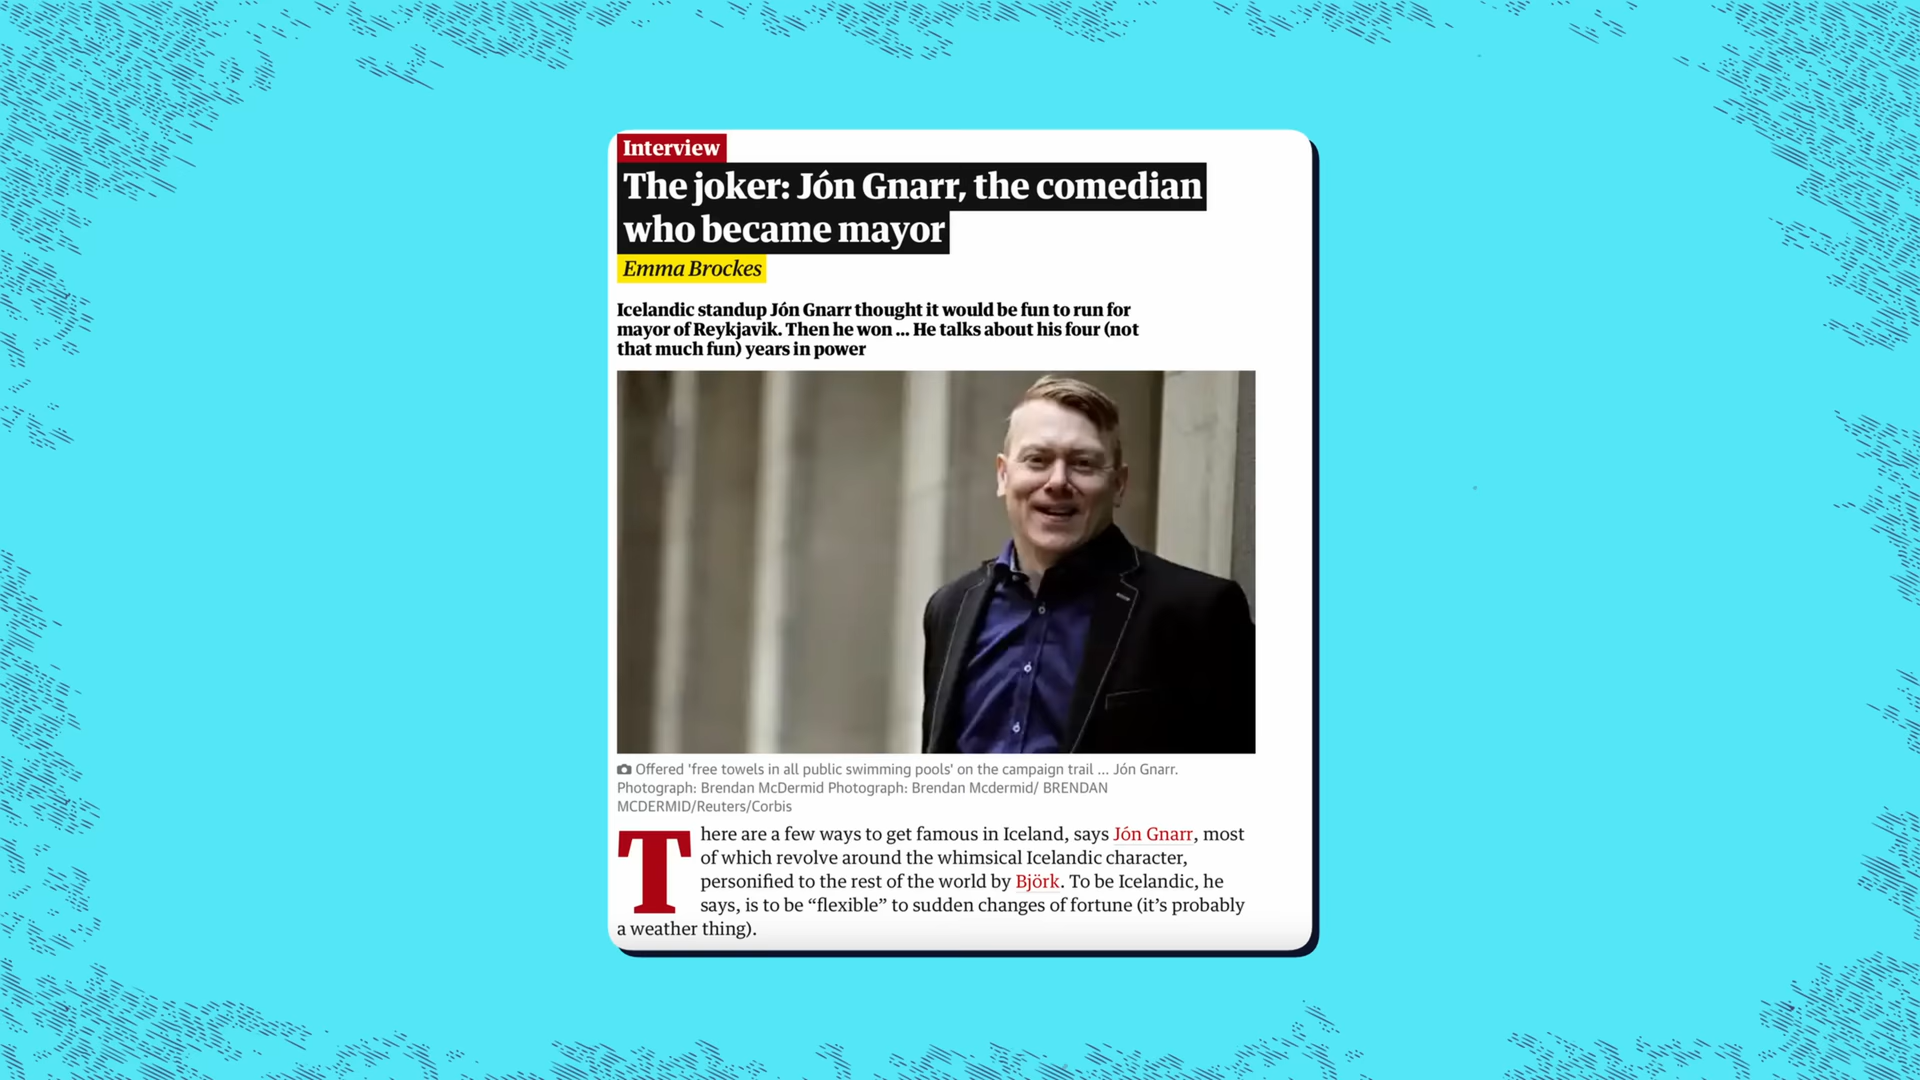 Interview
The joker: Jón Gnarr, the comedian
who became mayor
Emma Brockes
Icelandic standup Jón Gnarr thought it would be fun to run for
mayor of Reykjavik. Then he won ... He talks about his four (not
that much fun) years in power
Offered 'free towels in all public swimming pools' on the campaign trail ... Jón Gnarr.
Photograph: Brendan McDermid Photograph: Brendan Mcdermid/ BRENDAN
MCDERMID/Reuters/Corbis
There are a few ways to get famous in Iceland, says Jón Gnarr, most
of which revolve around the whimsical Icelandic character,
personified to the rest of the world by Björk. To be Icelandic, he
says, is to be “flexible” to sudden changes of fortune (it’s probably
a weather thing).